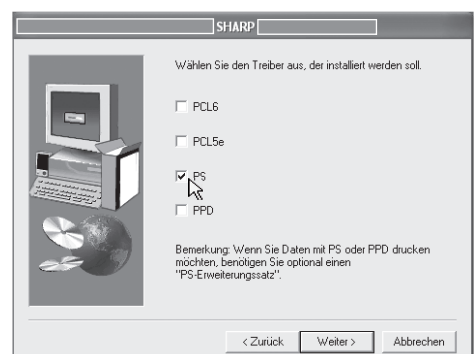 SHARP
Wählen Sie den Treiber aus, der installiert werden soll.
PCL6
PCL5e
PS
PPD
Bemerkung: Wenn Sie Daten mit PS oder PPD drucken
möchten, benötigen Sie optional einen
"PS-Erweiterungssatz".
< Zurück
Weiter >
Abbrechen